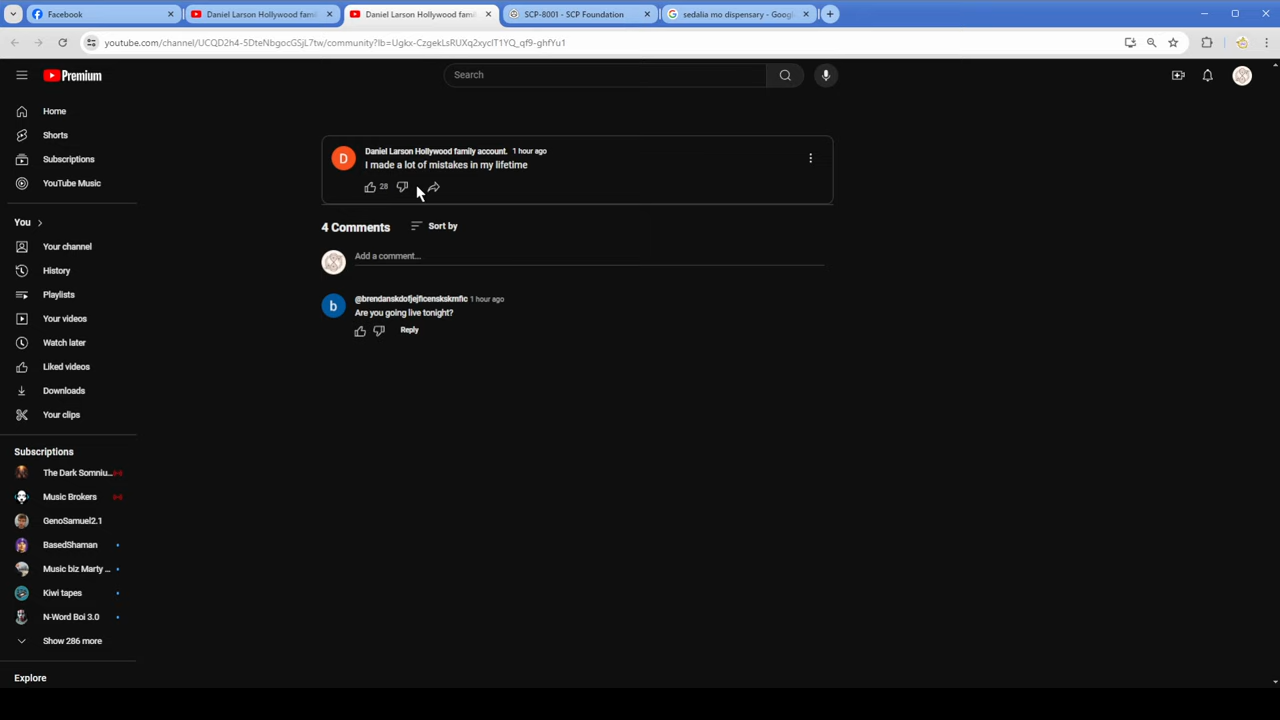 Facebook
Daniel Larson Hollywood famil
Daniel Larson Hollywood famil
SCP-8001 - SCP Foundation
sedalia mo dispensary - Googl
youtube.com/channel/UCQD2h4-5DteNbgocGSjL7tw/community?lb=Ugkx-CzgekLsRUXq2xyclT1YQ_qf9-ghfYu1
Premium
Search
Home
Shorts
Subscriptions
YouTube Music
You
Your channel
History
Playlists
Your videos
Watch later
Liked videos
Downloads
Your clips
Subscriptions
The Dark Somniu...
Music Brokers
GenoSamuel2.1
BasedShaman
Music biz Marty ...
Kiwi tapes
N-Word Boi 3.0
Show 286 more
Explore
D
Daniel Larson Hollywood family account. 1 hour ago
I made a lot of mistakes in my lifetime
28
4 Comments
Sort by
Add a comment...
b
@brendanskdofjejficenskskmfic 1 hour ago
Are you going live tonight?
Reply